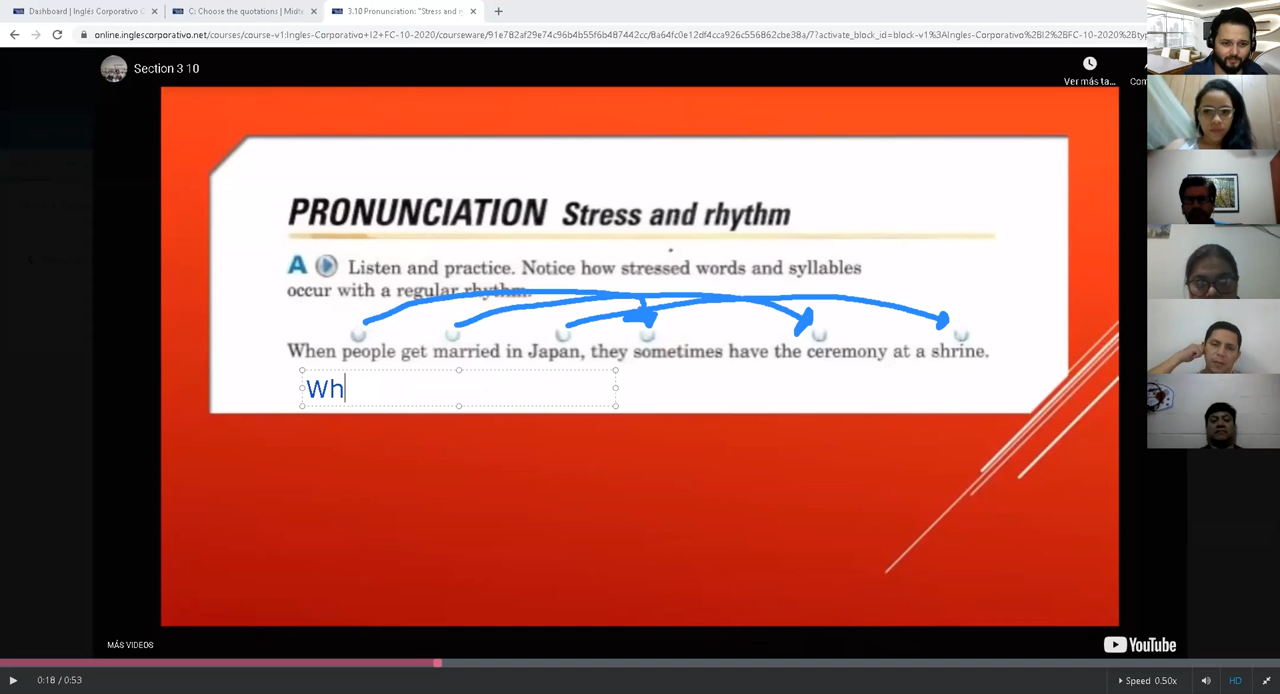 Dashboard | Inglés Corporativo
C: Choose the quotations | Midt
3.10 Pronunciation: "Stress and r
online.inglescorporativo.net/courses/course-v1:Ingles-Corporativo+I2+FC-10-2020/courseware/91e782af29e74c96b4b55f6b487442cc/8a64fc0e12df4cca926c556862cbe38a/7?activate_block_id=block-v1%3AIngles-Corporativo%2BI2%2BFC-10-2020%2Btyp
Section 3 10
Ver más ta...
Com
PRONUNCIATION Stress and rhythm
A Listen and practice. Notice how stressed words and syllables
occur with a regular rhythm.
When people get married in Japan, they sometimes have the ceremony at a shrine.
Wh
MÁS VIDEOS
YouTube
0:18 / 0:53
Speed 0.50x
HD